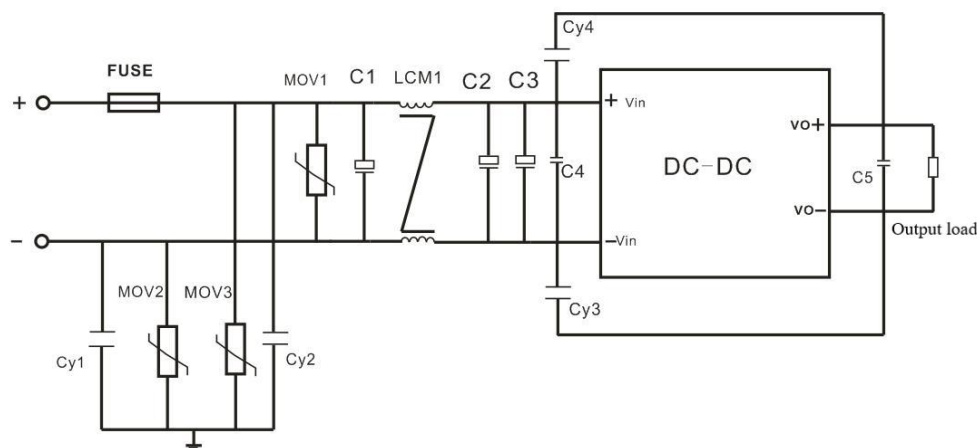 Cy4
FUSE
MOV1
C1
LCM1
C2
C3
+
+
Vin
VO+
C4
DC-DC
C5
VO-
-
-Vin
Output load
MOV2
MOV3
Cy3
Cy1
Cy2